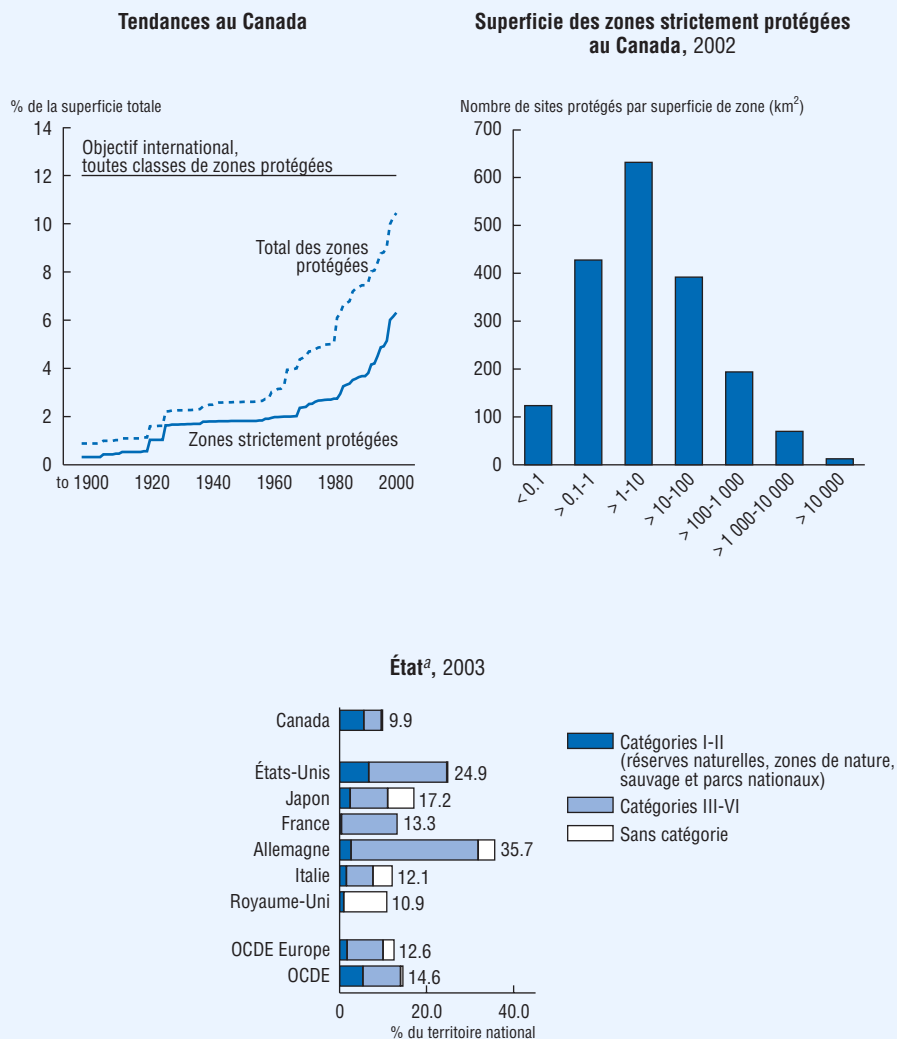 Tendances au Canada
% de la superficie totale
14
12
10
8
6
4
2
0
Objectif international,
toutes classes de zones protégées
Total des zones
protégées
Zones strictement protégées
to 1900 1920 1940 1960 1980 2000
Superficie des zones strictement protégées
au Canada, 2002
Nombre de sites protégés par superficie de zone (km²)
700
600
500
400
300
200
100
0
< 0.1
> 0.1-1
> 1-10
> 10-100
> 100-1 000
> 1 000-10 000
> 10 000
Étatᵃ, 2003
Canada 9.9
États-Unis 24.9
Japon 17.2
France 13.3
Allemagne 35.7
Italie 12.1
Royaume-Uni 10.9
OCDE Europe 12.6
OCDE 14.6
0 20.0 40.0
% du territoire national
Catégories I-II
(réserves naturelles, zones de nature,
sauvage et parcs nationaux)
Catégories III-VI
Sans catégorie